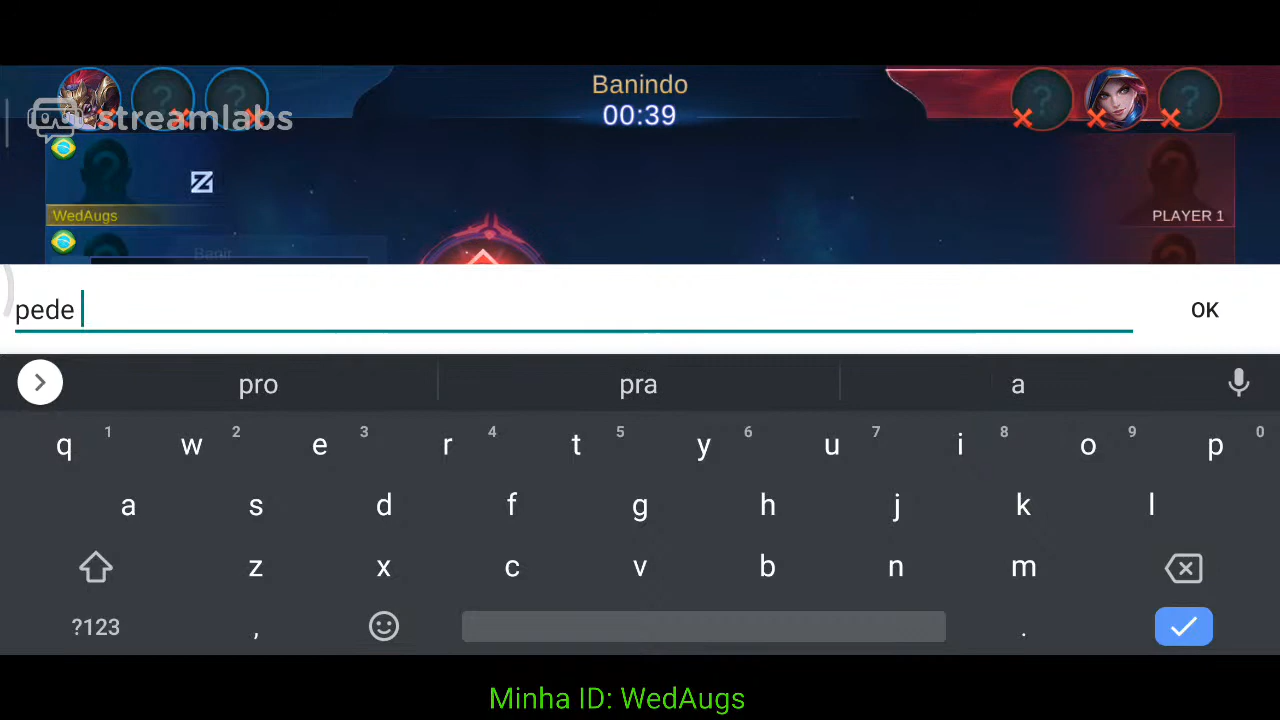 Banindo
00:39
streamlabs
WedAugs
PLAYER 1
Banir
pede
OK
pro
pra
a
q 1 w 2 e 3 r 4 t 5 y 6 u 7 i 8 o 9 p 0
a s d f g h j k l
z x c v b n m
?123 , .
Minha ID: WedAugs